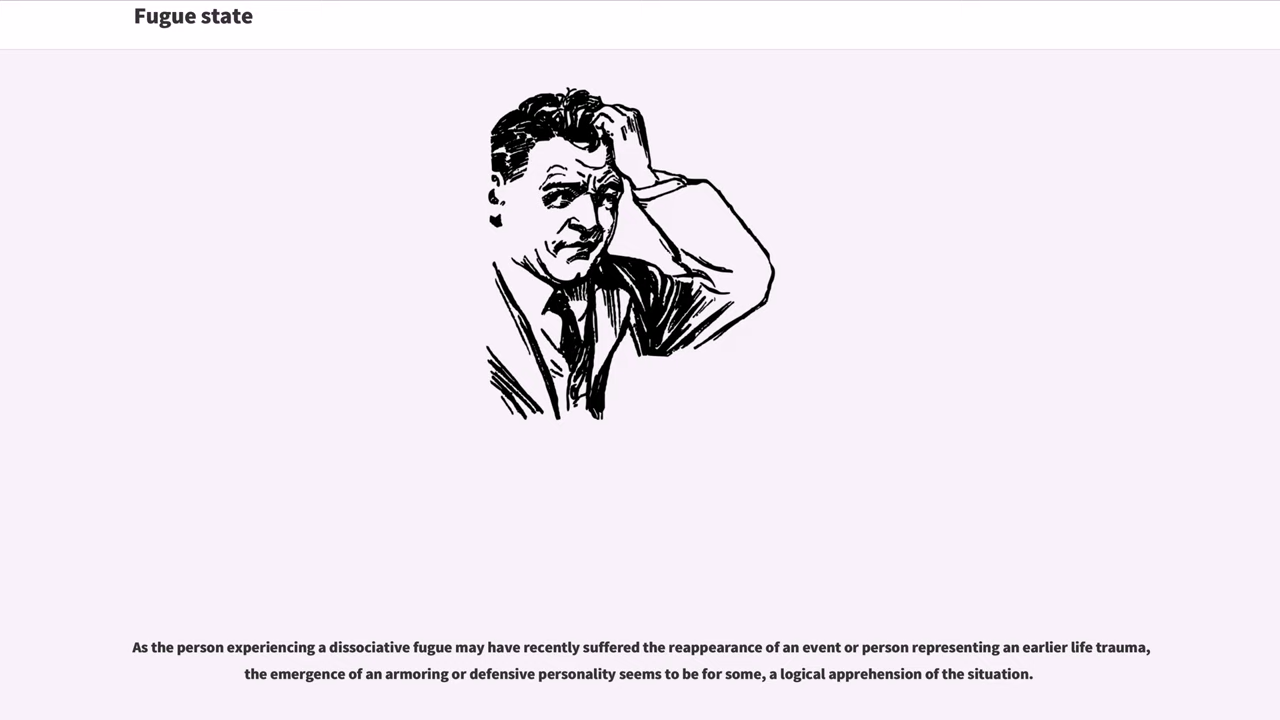 Fugue state
As the person experiencing a dissociative fugue may have recently suffered the reappearance of an event or person representing an earlier life trauma,
the emergence of an armoring or defensive personality seems to be for some, a logical apprehension of the situation.